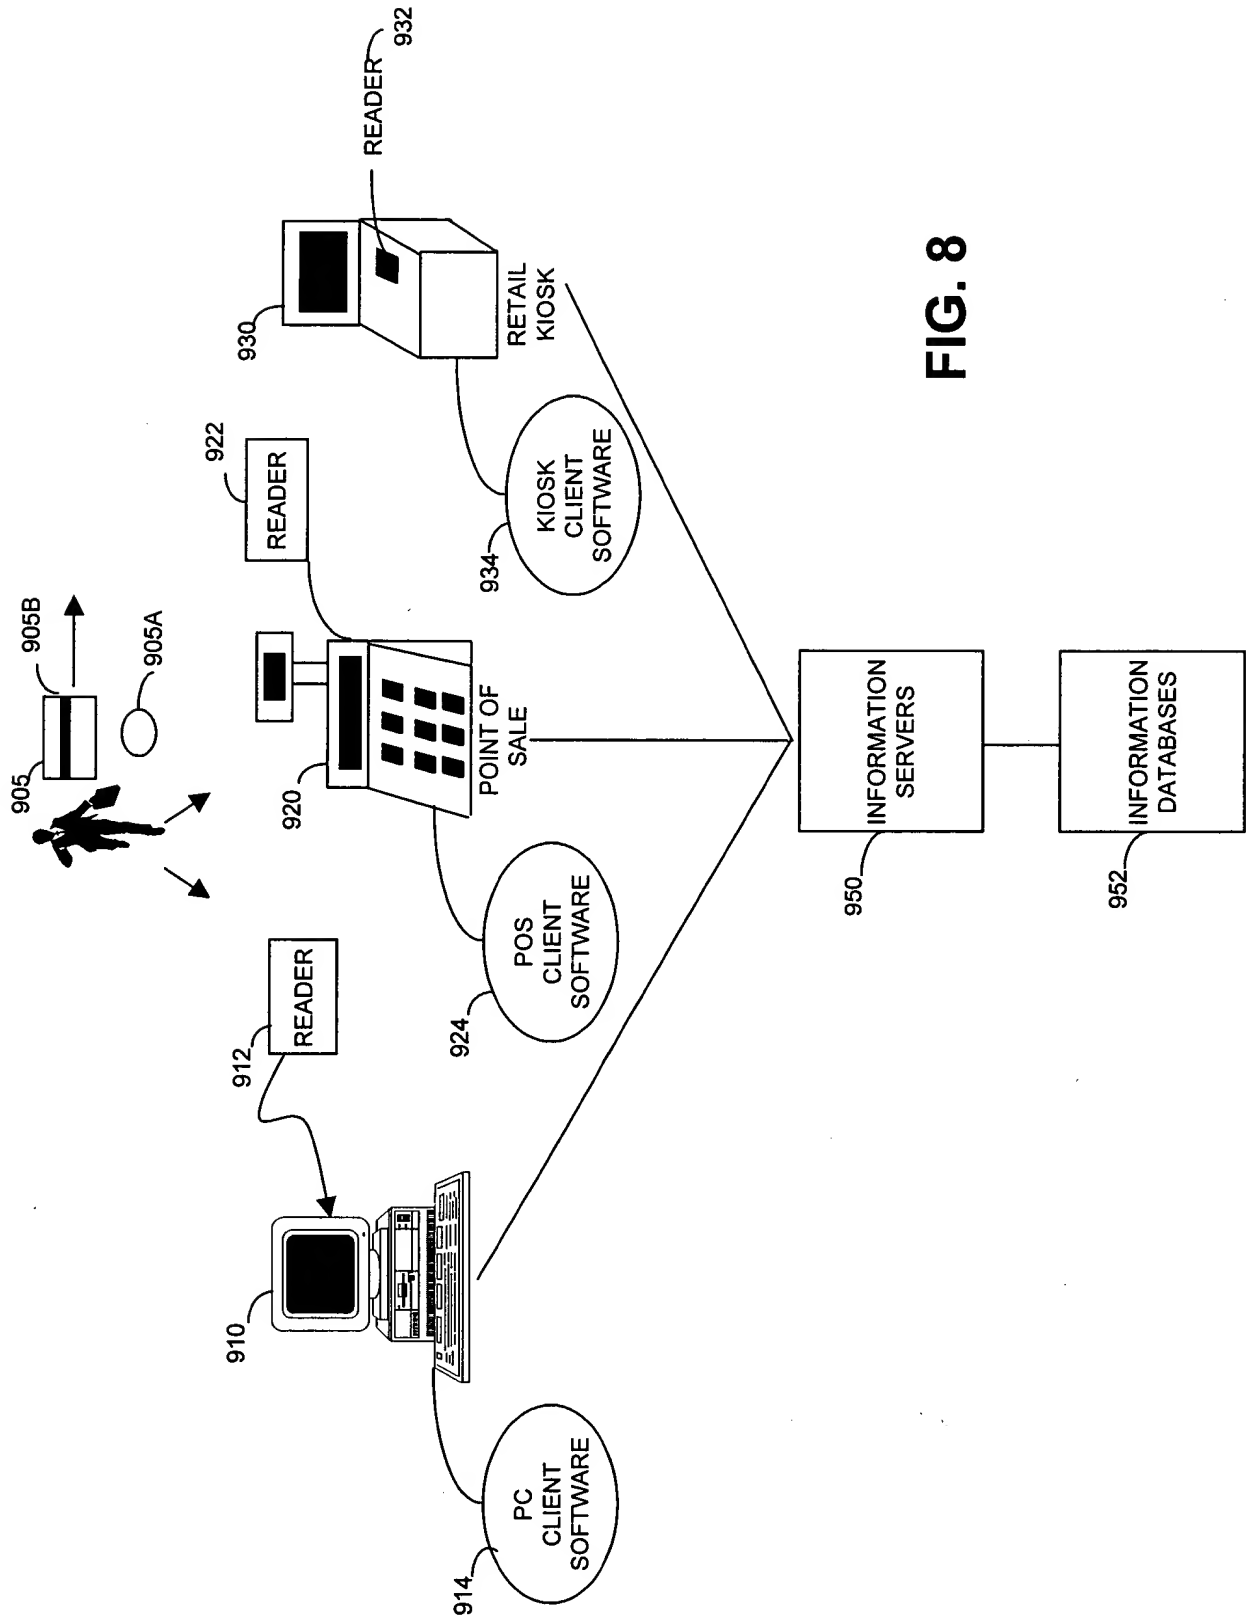 905
905B
905A
912
READER
922
READER
910
920
930
READER
932
POINT OF
SALE
RETAIL
KIOSK
914
PC
CLIENT
SOFTWARE
924
POS
CLIENT
SOFTWARE
934
KIOSK
CLIENT
SOFTWARE
950
INFORMATION
SERVERS
952
INFORMATION
DATABASES
FIG. 8